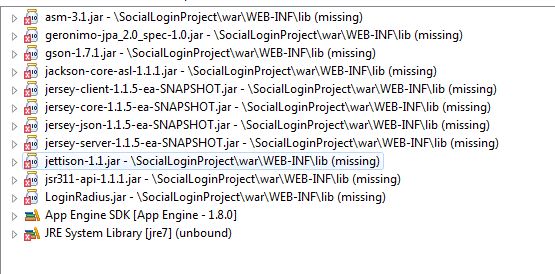 asm-3.1.jar - \SocialLoginProject\war\WEB-INF\lib (missing)
geronimo-jpa_2.0_spec-1.0.jar - \SocialLoginProject\war\WEB-INF\lib (missing)
gson-1.7.1.jar - \SocialLoginProject\war\WEB-INF\lib (missing)
jackson-core-asl-1.1.1.jar - \SocialLoginProject\war\WEB-INF\lib (missing)
jersey-client-1.1.5-ea-SNAPSHOT.jar - \SocialLoginProject\war\WEB-INF\lib (missing)
jersey-core-1.1.5-ea-SNAPSHOT.jar - \SocialLoginProject\war\WEB-INF\lib (missing)
jersey-json-1.1.5-ea-SNAPSHOT.jar - \SocialLoginProject\war\WEB-INF\lib (missing)
jersey-server-1.1.5-ea-SNAPSHOT.jar - \SocialLoginProject\war\WEB-INF\lib (missing)
jettison-1.1.jar - \SocialLoginProject\war\WEB-INF\lib (missing)
jsr311-api-1.1.1.jar - \SocialLoginProject\war\WEB-INF\lib (missing)
LoginRadius.jar - \SocialLoginProject\war\WEB-INF\lib (missing)
App Engine SDK [App Engine - 1.8.0]
JRE System Library [jre7] (unbound)